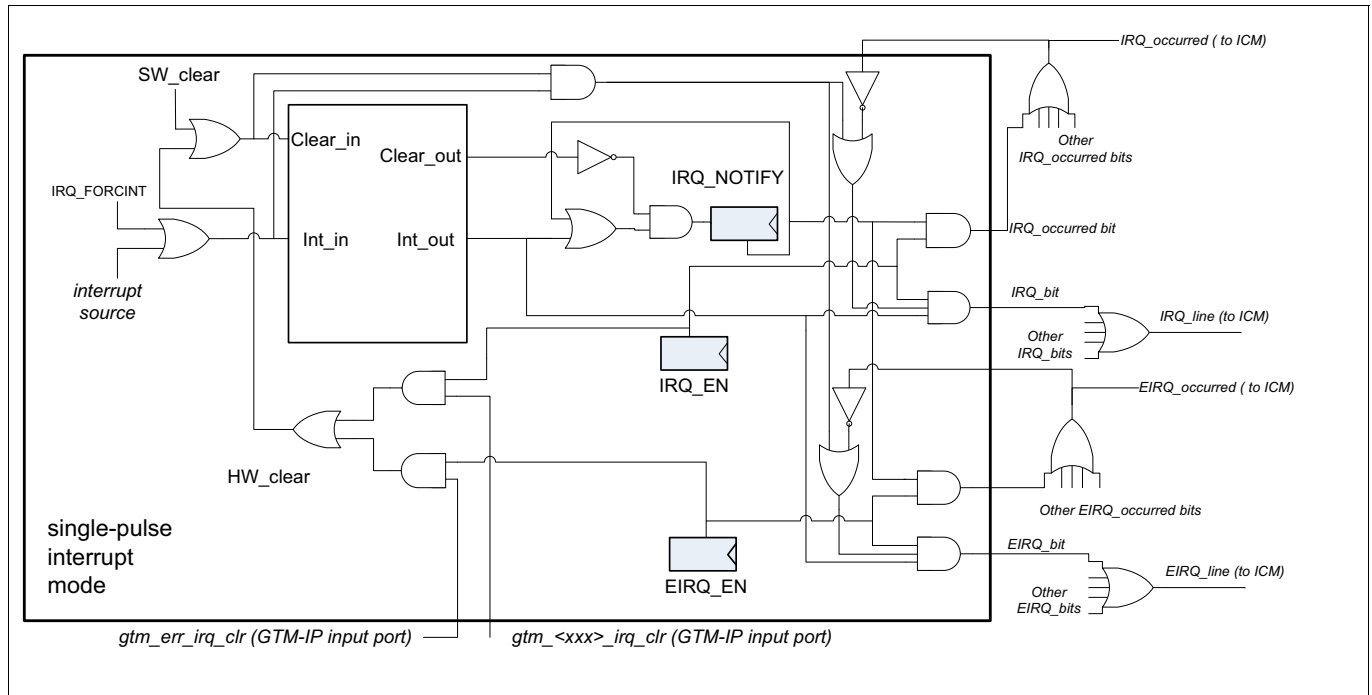 IRQ_occurred ( to ICM)
SW_clear
Other
IRQ_occurred bits
Clear_in
Clear_out
IRQ_NOTIFY
IRQ_FORCINT
IRQ_occurred bit
Int_in
Int_out
interrupt
source
IRQ_bit
IRQ_line (to ICM)
Other
IRQ_bits
IRQ_EN
EIRQ_occurred ( to ICM)
HW_clear
Other EIRQ_occurred bits
single-pulse
interrupt
mode
EIRQ_bit
EIRQ_line (to ICM)
EIRQ_EN
Other
EIRQ_bits
gtm_err_irq_clr (GTM-IP input port)
gtm_<xxx>_irq_clr (GTM-IP input port)